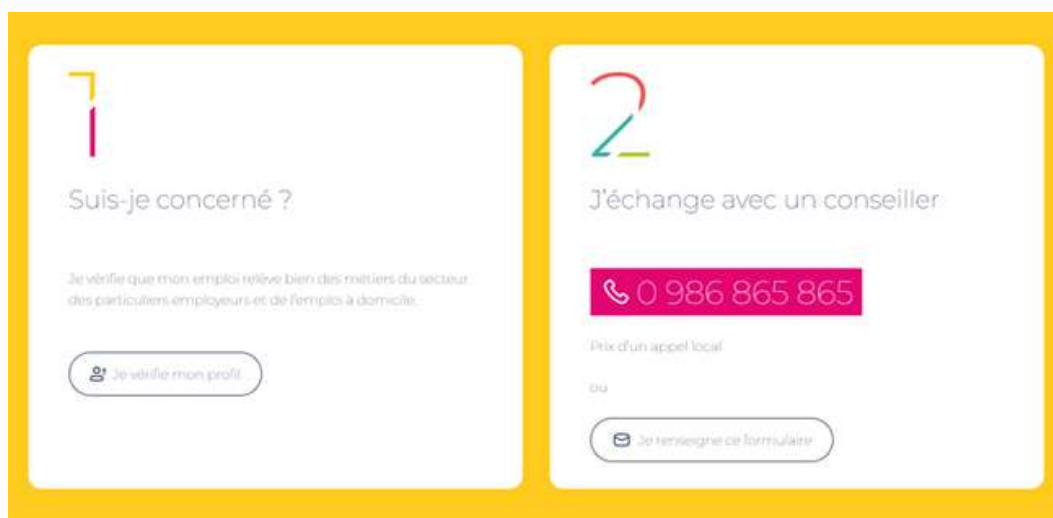 1
Suis-je concerné ?
Je vérifie que mon emploi relève bien des métiers du secteur
des particuliers employeurs et de l'emploi à domicile.
Je vérifie mon profil
2
J'échange avec un conseiller
0 986 865 865
Prix d'un appel local
ou
Je renseigne ce formulaire